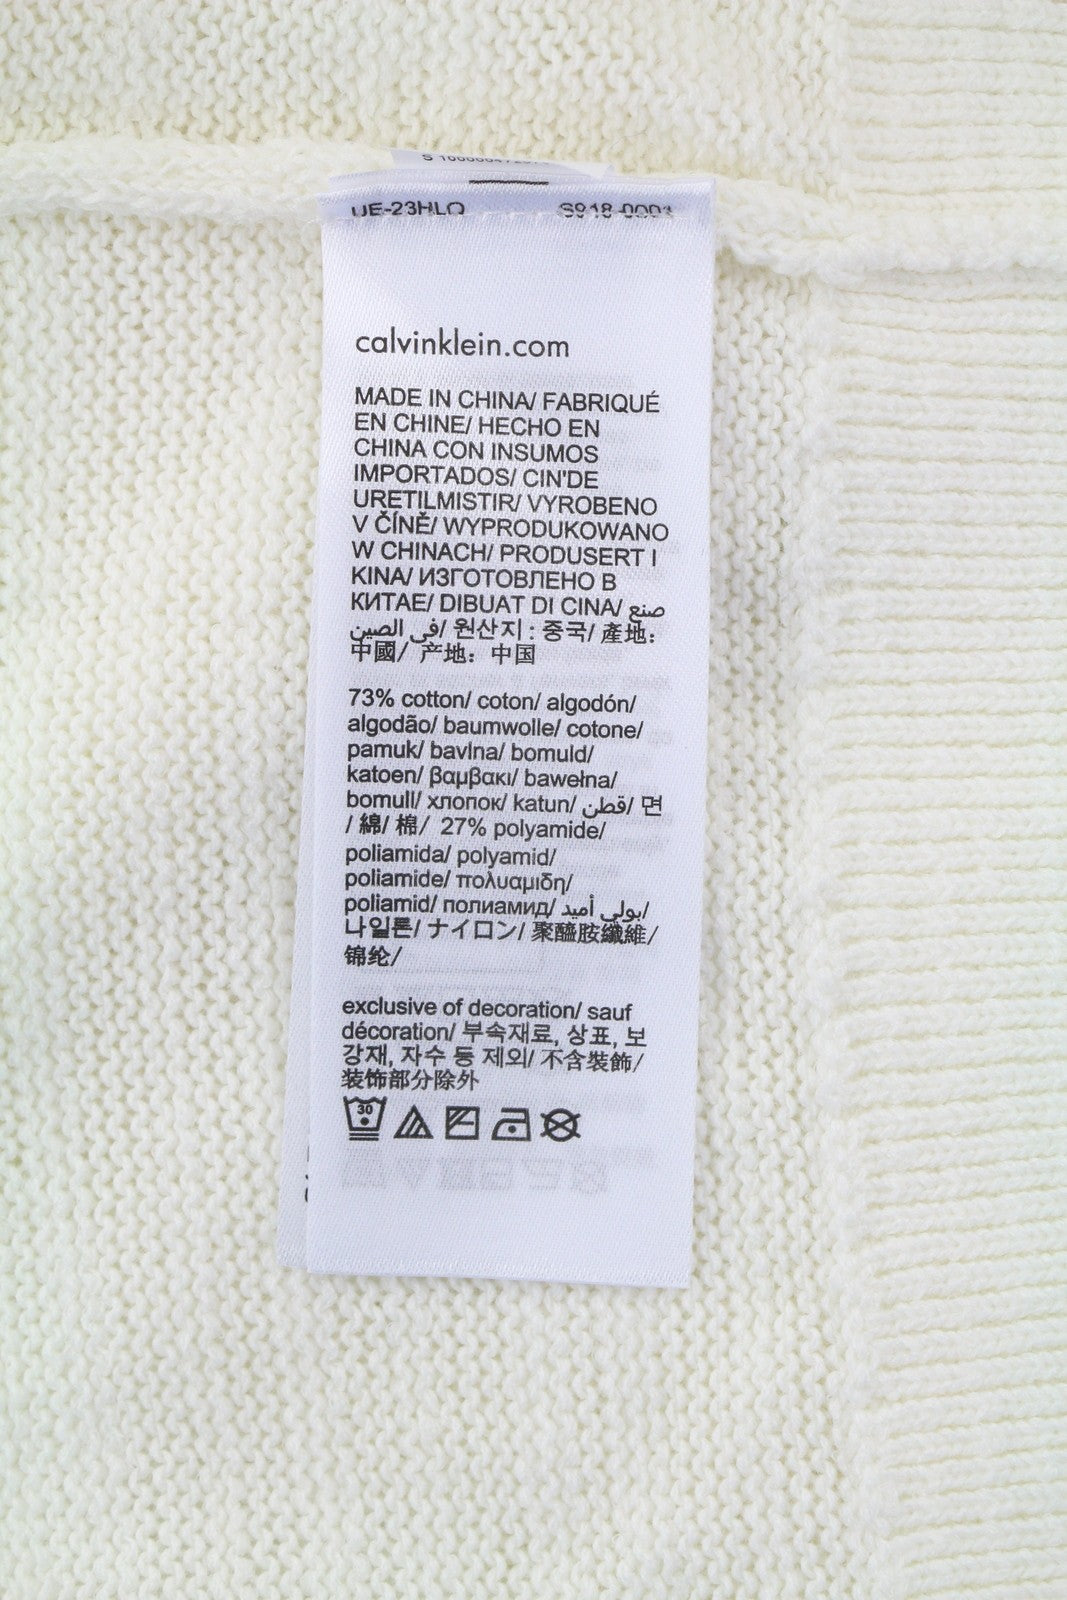 UE-23HLO S918-0001
calvinklein.com
MADE IN CHINA/ FABRIQUÉ
EN CHINE/ HECHO EN
CHINA CON INSUMOS
IMPORTADOS/ CIN'DE
URETILMISTIR/ VYROBENO
V ČÍNĚ/ WYPRODUKOWANO
W CHINACH/ PRODUSERT I
KINA/ ИЗГОТОВЛЕНО В
КИТАЕ/ DIBUAT DI CINA/ صنع
في الصين/ 원산지 : 중국/ 產地:
中國/ 产地: 中国
73% cotton/ coton/ algodón/
algodão/ baumwolle/ cotone/
pamuk/ bavlna/ bomuld/
katoen/ βαμβακι/ bawełna/
bomull/ хлопок/ katun/ قطن/ 면
/ 綿/ 棉/ 27% polyamide/
poliamida/ polyamid/
poliamide/ πολυαμιδη/
poliamid/ полиамид/ بولي أميد/
나일론/ ナイロン/ 聚醯胺纖維/
锦纶/
exclusive of decoration/ sauf
décoration/ 부속재료, 상표, 보
강재, 자수 등 제외/ 不含裝飾/
装饰部分除外
30